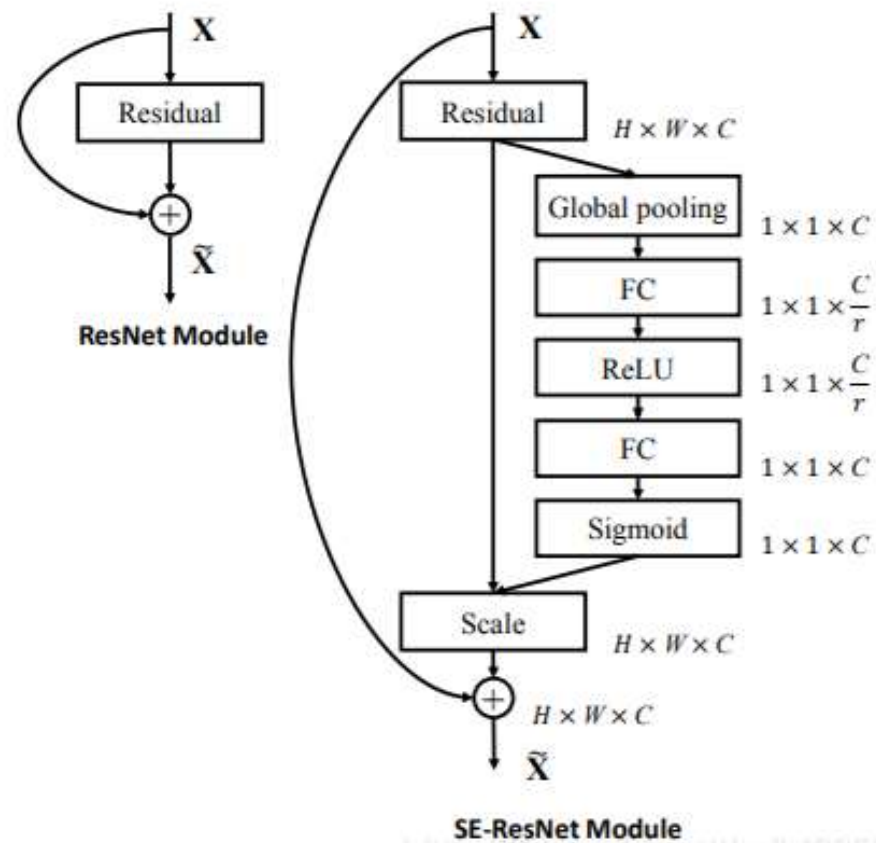 X
Residual
+
X̃
ResNet Module
X
Residual
H × W × C
Global pooling
1 × 1 × C
FC
1 × 1 × C/r
ReLU
1 × 1 × C/r
FC
1 × 1 × C
Sigmoid
1 × 1 × C
Scale
H × W × C
+
H × W × C
X̃
SE-ResNet Module